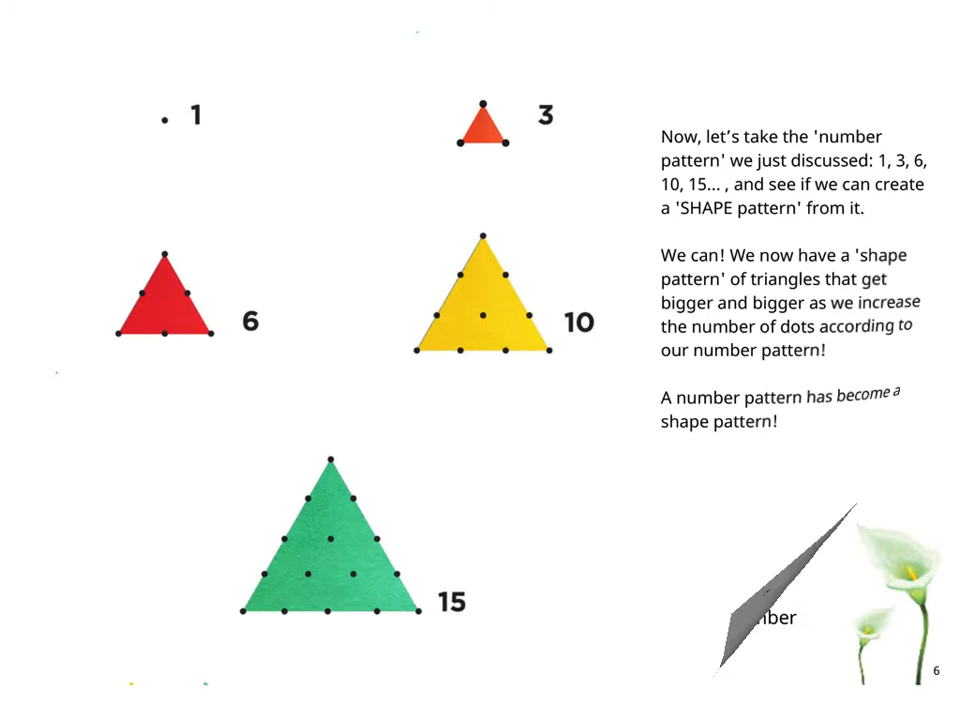 1
3
6
10
15
Now, let’s take the 'number
pattern' we just discussed: 1, 3, 6,
10, 15... , and see if we can create
a 'SHAPE pattern' from it.
We can! We now have a 'shape
pattern' of triangles that get
bigger and bigger as we increase
the number of dots according to
our number pattern!
A number pattern has become a
shape pattern!
6